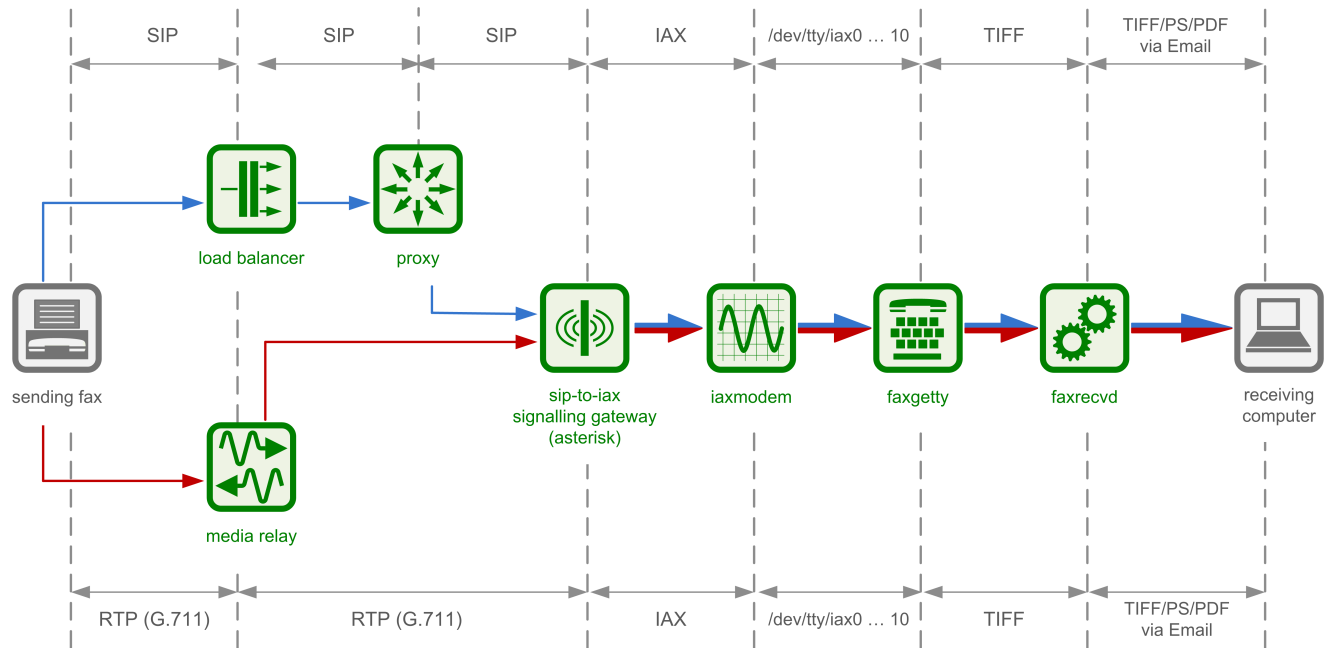 SIP
SIP
SIP
IAX
/dev/tty/iax0 ... 10
TIFF
TIFF/PS/PDF
via Email
load balancer
proxy
sending fax
sip-to-iax
signalling gateway
(asterisk)
iaxmodem
faxgetty
faxrecvd
receiving
computer
media relay
RTP (G.711)
RTP (G.711)
IAX
/dev/tty/iax0 ... 10
TIFF
TIFF/PS/PDF
via Email